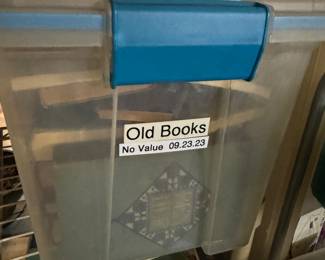 Old Books
No Value 09.23.23